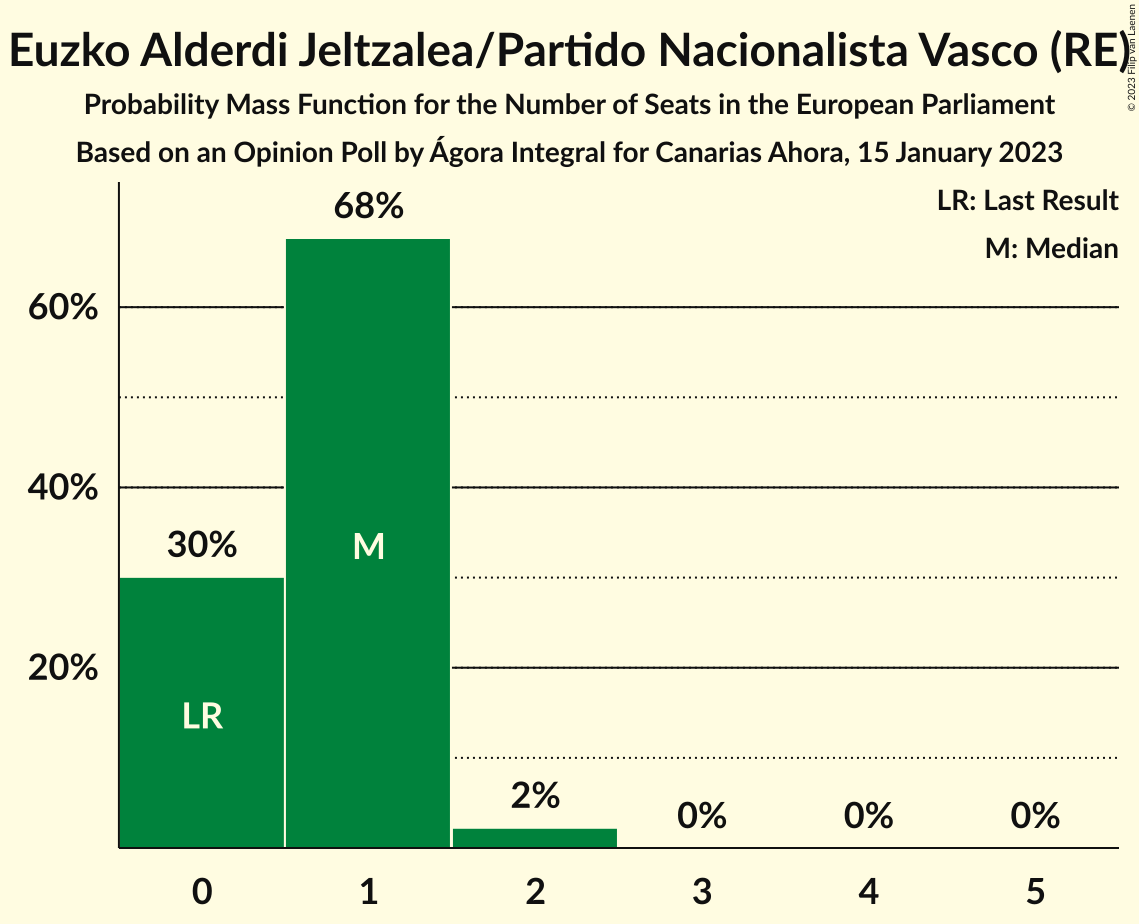 Euzko Alderdi Jeltzalea/Partido Nacionalista Vasco (RE)
© 2023 Filip van Laenen
Probability Mass Function for the Number of Seats in the European Parliament
Based on an Opinion Poll by Ágora Integral for Canarias Ahora, 15 January 2023
LR: Last Result
M: Median
68%
60%
40%
30%
M
20%
LR
2%
0%
0%
0%
0
1
2
3
4
5